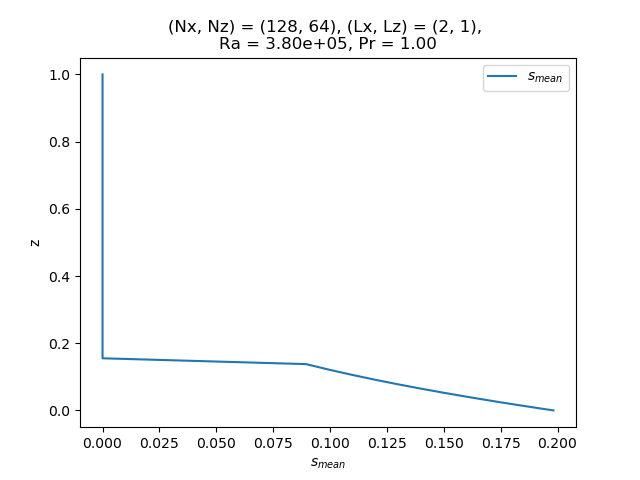 (Nx, Nz) = (128, 64), (Lx, Lz) = (2, 1),
Ra = 3.80e+05, Pr = 1.00
s_mean
1.0
0.8
0.6
0.4
0.2
0.0
z
0.000 0.025 0.050 0.075 0.100 0.125 0.150 0.175 0.200
s_mean